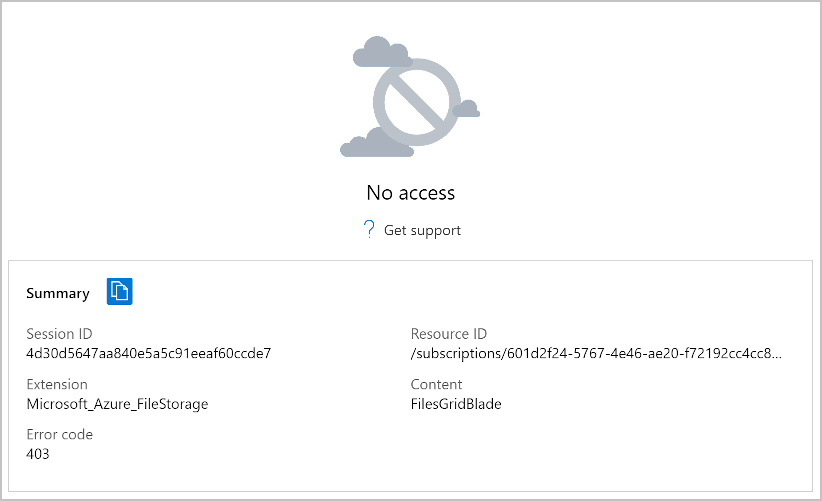 No access
? Get support
Summary
Session ID
4d30d5647aa840e5a5c91eeaf60ccde7
Resource ID
/subscriptions/601d2f24-5767-4e46-ae20-f72192cc4cc8...
Extension
Microsoft_Azure_FileStorage
Content
FilesGridBlade
Error code
403